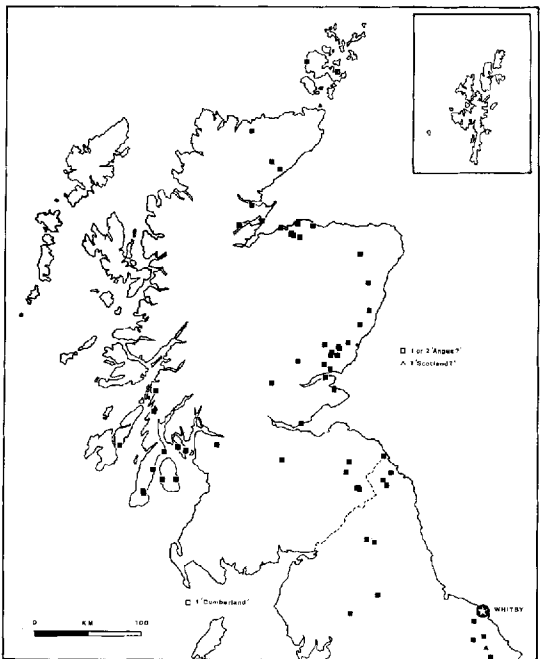 □ 1 or 2 'Angus?'
△ 1 'Scotland?'
□ 1 'Cumberland'
WHITBY
0 KM 100